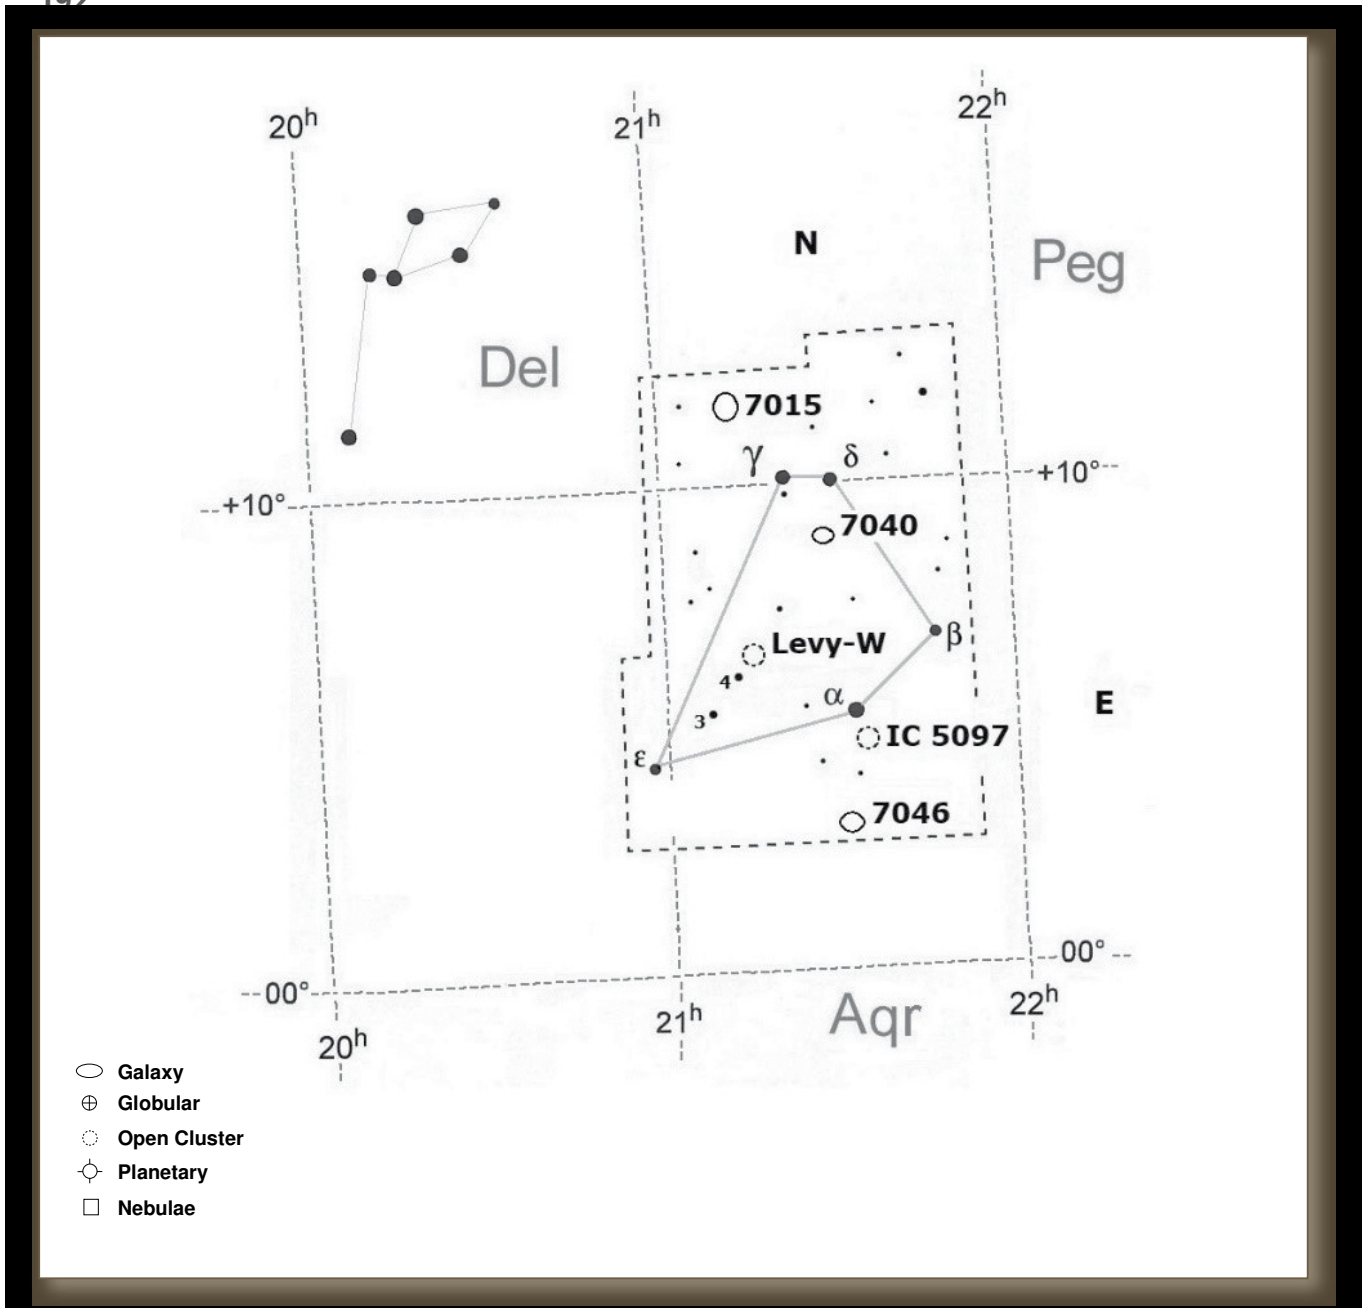 192
20h
21h
22h
N
Peg
Del
7015
γ
δ
+10°
+10°
7040
Levy-W
β
4
α
E
3
IC 5097
ε
7046
00°
00°
Aqr
22h
21h
20h
Galaxy
Globular
Open Cluster
Planetary
Nebulae